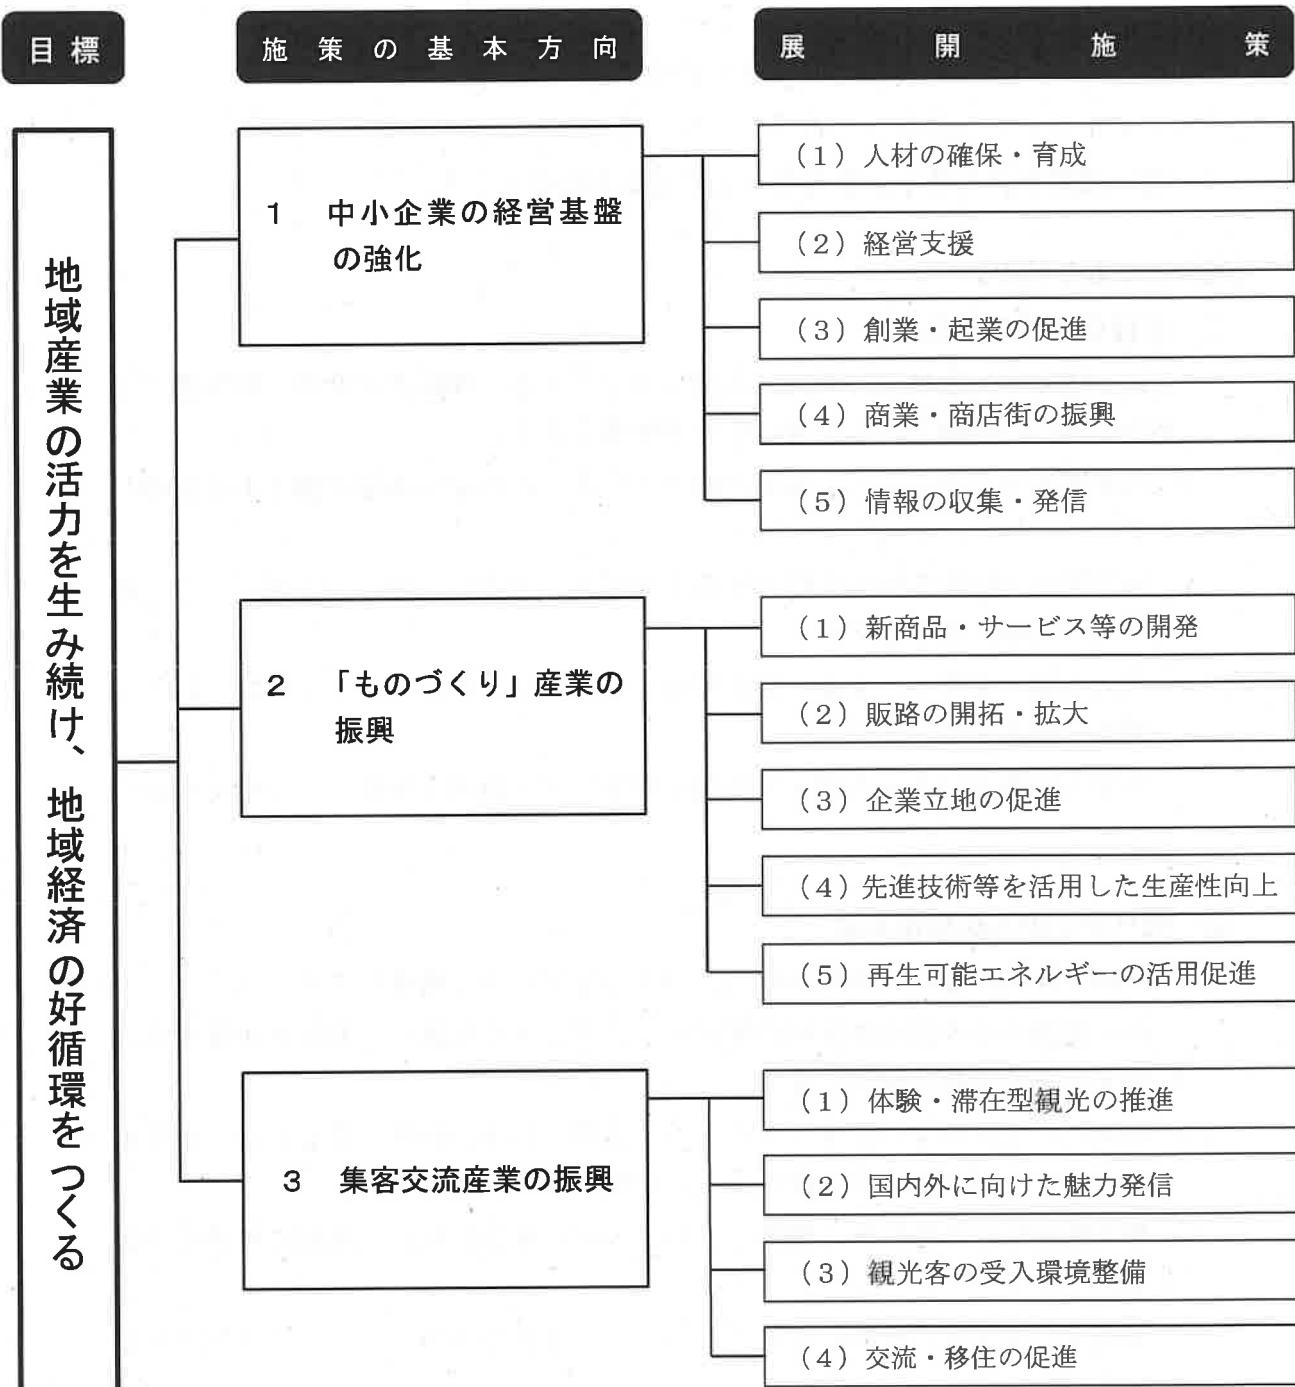 目標
施策の基本方向
展開施策
地域産業の活力を生み続け、地域経済の好循環をつくる
1 中小企業の経営基盤
の強化
(1)人材の確保・育成
(2)経営支援
(3)創業・起業の促進
(4)商業・商店街の振興
(5)情報の収集・発信
2 「ものづくり」産業の
振興
(1)新商品・サービス等の開発
(2)販路の開拓・拡大
(3)企業立地の促進
(4)先進技術等を活用した生産性向上
(5)再生可能エネルギーの活用促進
3 集客交流産業の振興
(1)体験・滞在型観光の推進
(2)国内外に向けた魅力発信
(3)観光客の受入環境整備
(4)交流・移住の促進